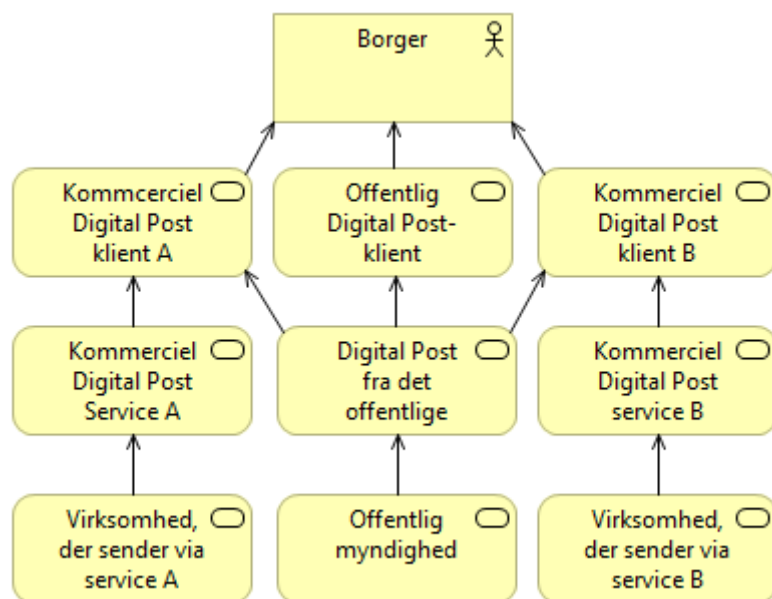 Borger
Kommcerciel
Digital Post
klient A
Offentlig
Digital Post-
klient
Kommerciel
Digital Post
klient B
Kommerciel
Digital Post
Service A
Digital Post
fra det
offentlige
Kommerciel
Digital Post
service B
Virksomhed,
der sender via
service A
Offentlig
myndighed
Virksomhed,
der sender via
service B